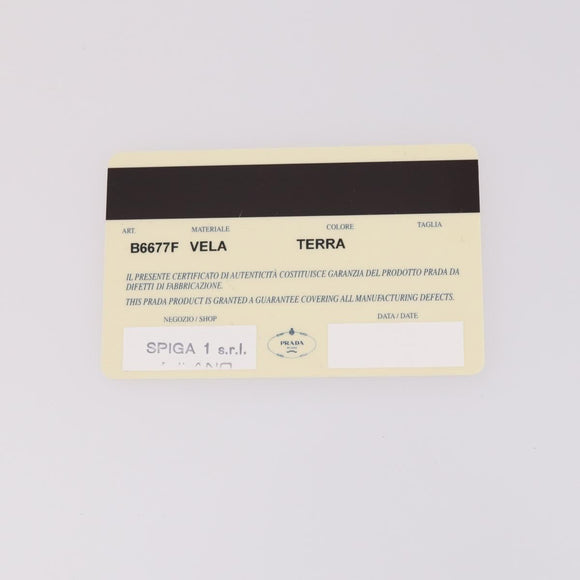 ART. MATERIALE COLORE TAGLIA
B6677F VELA TERRA
IL PRESENTE CERTIFICATO DI AUTENTICITÀ COSTITUISCE GARANZIA DEL PRODOTTO PRADA DA
DIFETTI DI FABBRICAZIONE.
THIS PRADA PRODUCT IS GRANTED A GUARANTEE COVERING ALL MANUFACTURING DEFECTS.
NEGOZIO / SHOP DATA / DATE
SPIGA 1 s.r.l.
PRADA
MILANO